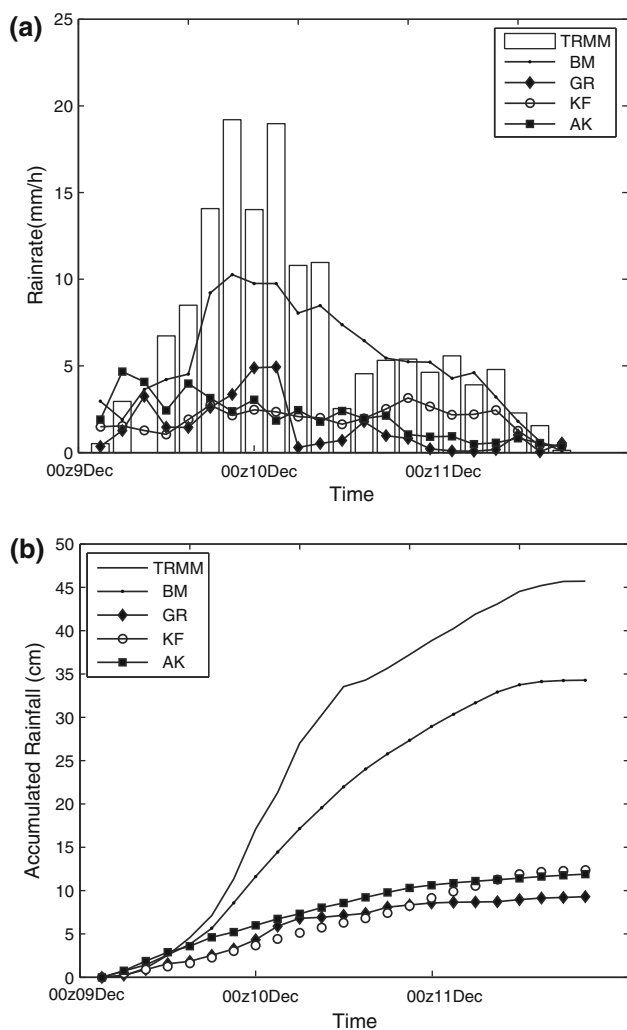 (a)
25
20
15
10
5
0
Rainrate(mm/h)
00z9Dec
00z10Dec
00z11Dec
Time
TRMM
BM
GR
KF
AK
(b)
50
45
40
35
30
25
20
15
10
5
0
Accumulated Rainfall (cm)
00z09Dec
00z10Dec
00z11Dec
Time
TRMM
BM
GR
KF
AK